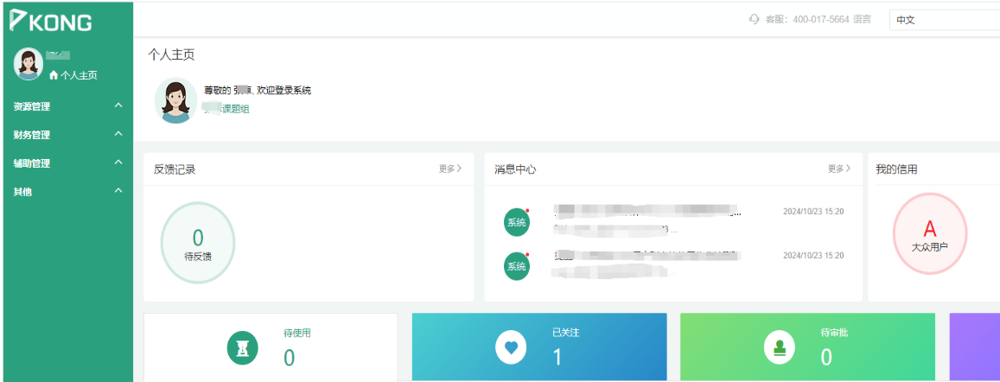 KONG
客服：400-017-5664 语言
中文
个人主页
个人主页
尊敬的 张 , 欢迎登录系统
课题组
资源管理
财务管理
辅助管理
其他
反馈记录
更多
0
待反馈
消息中心
更多
系统
2024/10/23 15:20
...
系统
2024/10/23 15:20
我的信用
A
大众用户
待使用
0
已关注
1
待审批
0